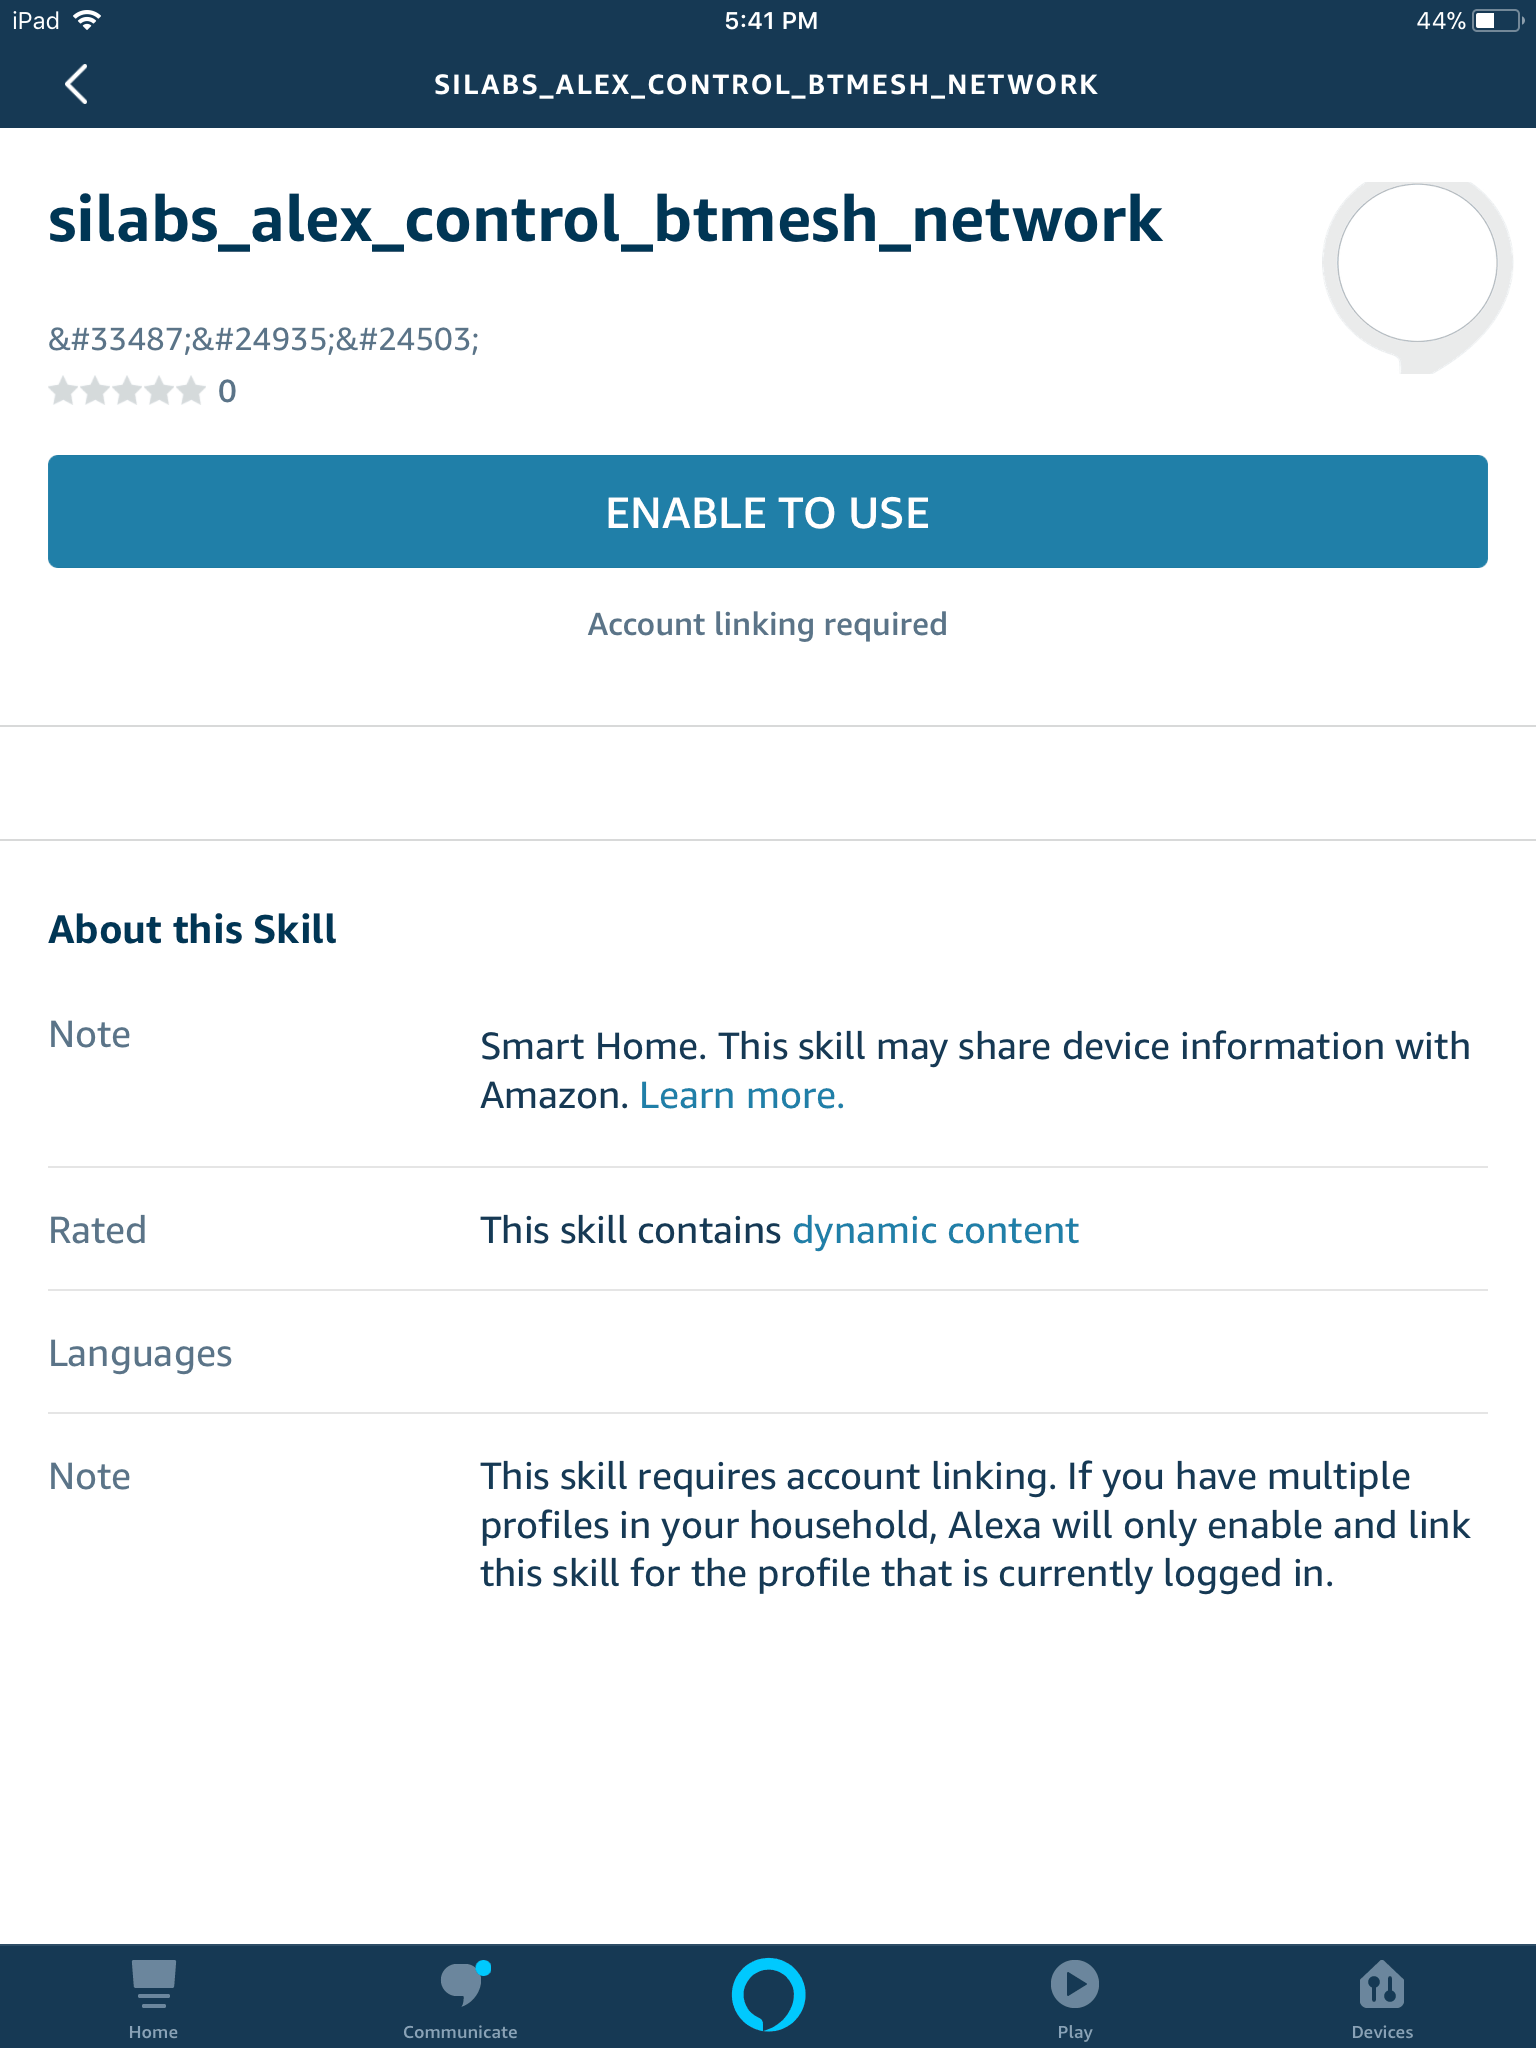 iPad 5:41 PM 44%
SILABS_ALEX_CONTROL_BTMESH_NETWORK
silabs_alex_control_btmesh_network
&#33487;&#24935;&#24503;
0
ENABLE TO USE
Account linking required
About this Skill
Note
Smart Home. This skill may share device information with
Amazon. Learn more.
Rated This skill contains dynamic content
Languages
Note This skill requires account linking. If you have multiple
profiles in your household, Alexa will only enable and link
this skill for the profile that is currently logged in.
Home Communicate Play Devices